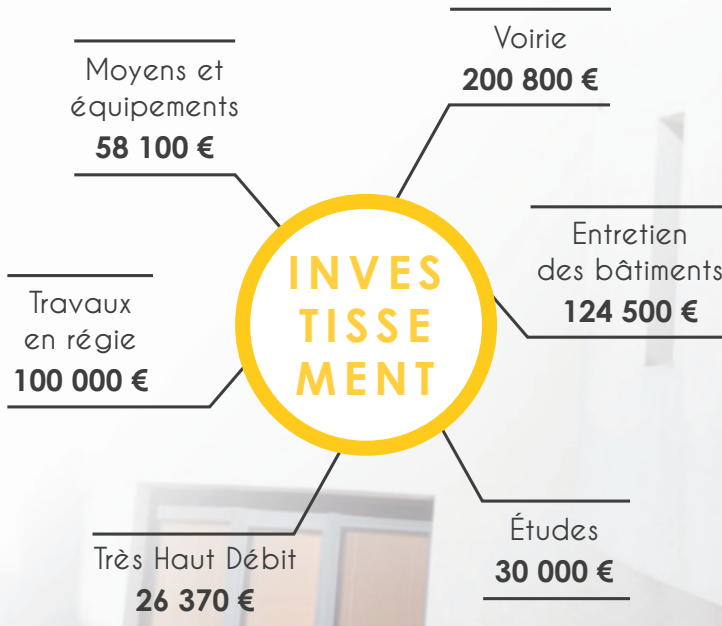 Voirie
200 800 €
Moyens et
équipements
58 100 €
Entretien
des bâtiments
124 500 €
INVES
TISSE
MENT
Travaux
en régie
100 000 €
Études
30 000 €
Très Haut Débit
26 370 €